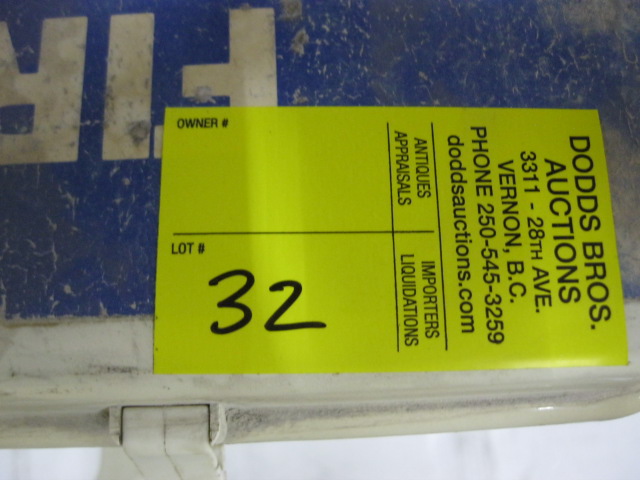 FIR
OWNER #
LOT #
32
ANTIQUES IMPORTERS
APPRAISALS LIQUIDATIONS
DODDS BROS.
AUCTIONS
3311 - 28TH AVE.
VERNON, B.C.
PHONE 250-545-3259
doddsauctions.com